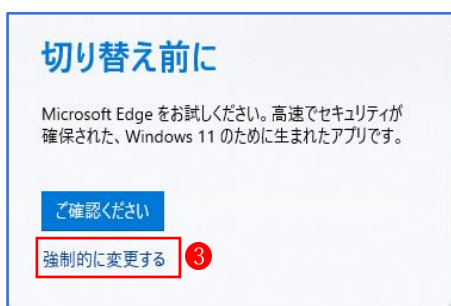 切り替え前に
Microsoft Edge をお試しください。高速でセキュリティが
確保された、Windows 11 のために生まれたアプリです。
ご確認ください
強制的に変更する 3